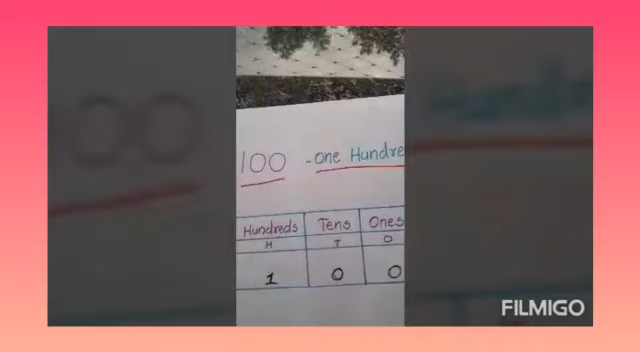 100 - one Hundre
Hundreds Tens Ones
H T O
1 0 0
FILMIGO